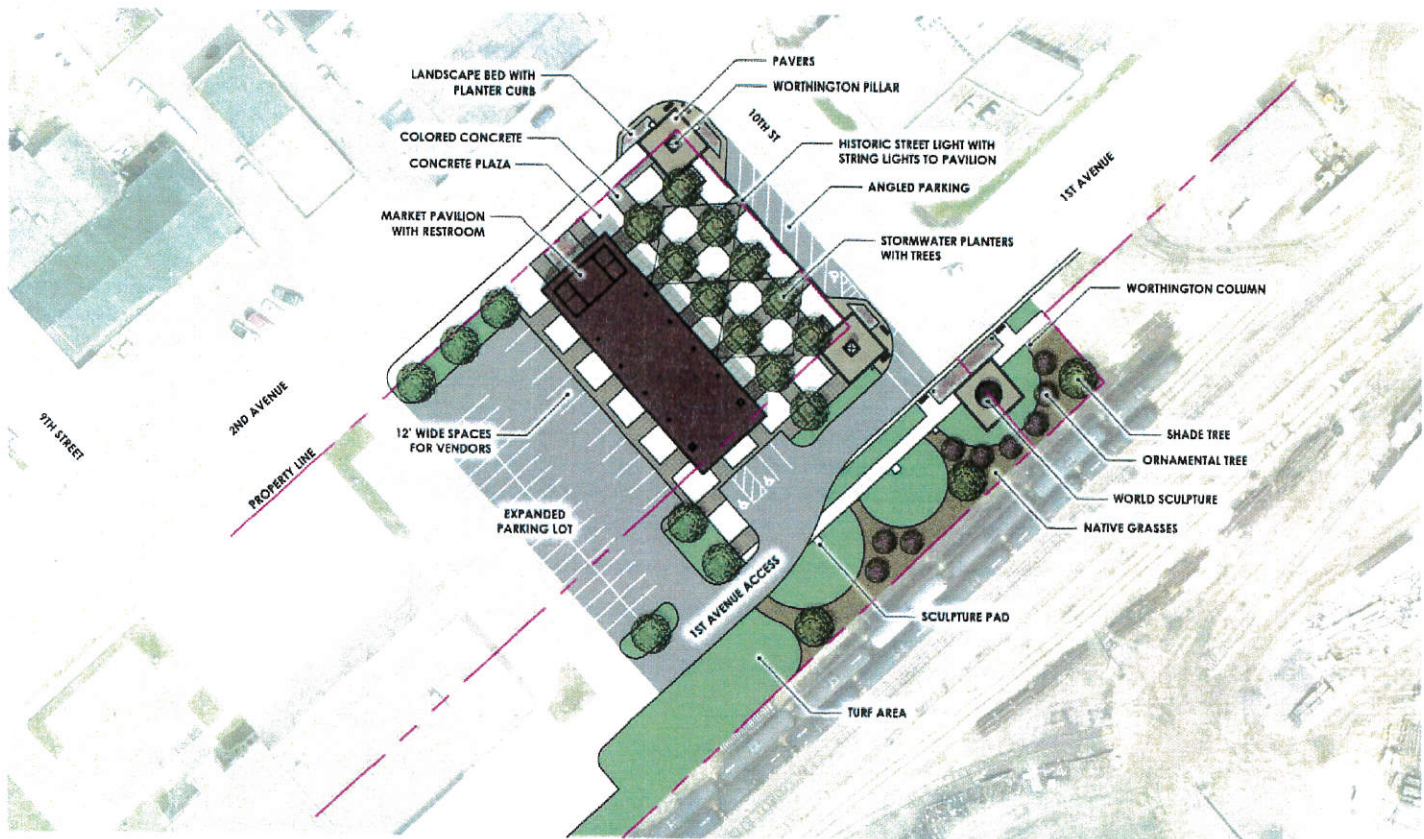 PAVERS
LANDSCAPE BED WITH
PLANTER CURB
WORTHINGTON PILLAR
10TH ST
COLORED CONCRETE
HISTORIC STREET LIGHT WITH
STRING LIGHTS TO PAVILION
CONCRETE PLAZA
ANGLED PARKING
1ST AVENUE
MARKET PAVILION
WITH RESTROOM
STORMWATER PLANTERS
WITH TREES
WORTHINGTON COLUMN
2ND AVENUE
9TH STREET
12' WIDE SPACES
FOR VENDORS
SHADE TREE
PROPERTY LINE
ORNAMENTAL TREE
WORLD SCULPTURE
EXPANDED
PARKING LOT
NATIVE GRASSES
1ST AVENUE ACCESS
SCULPTURE PAD
TURF AREA